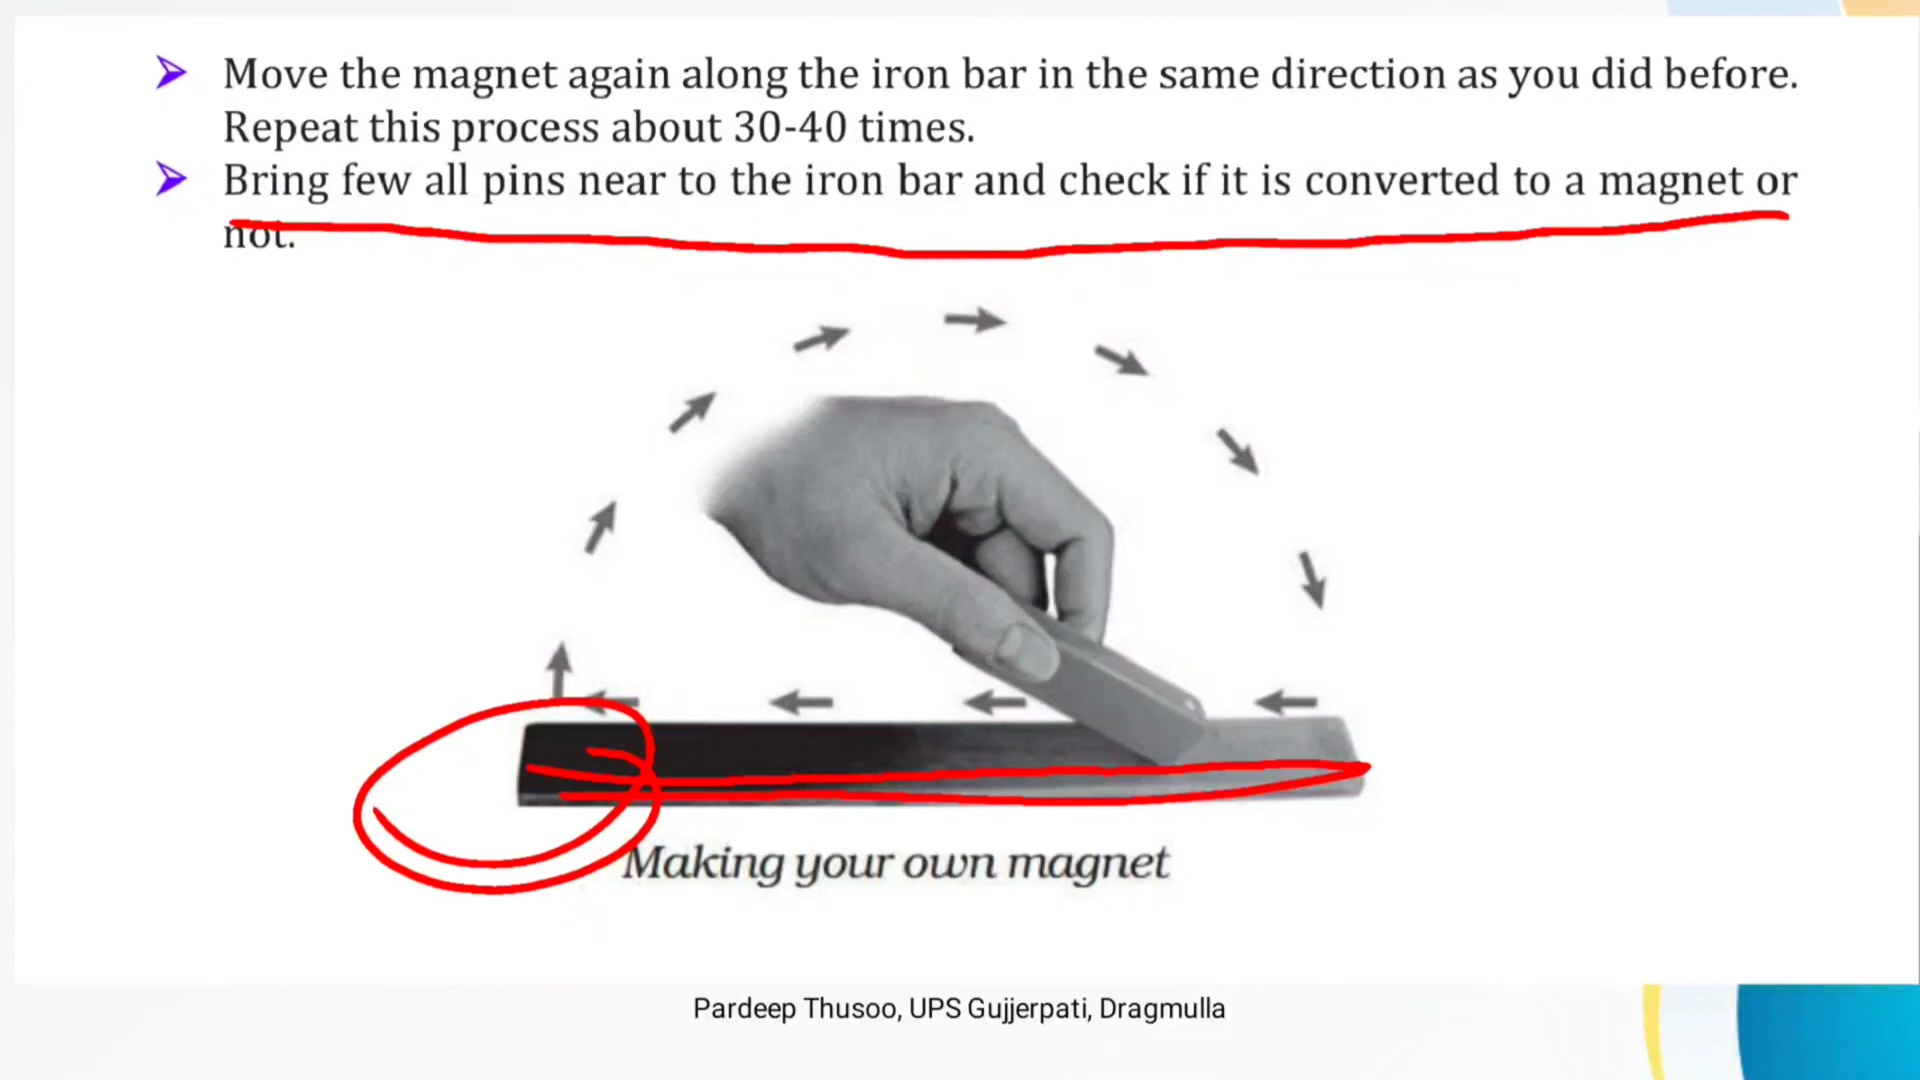 Move the magnet again along the iron bar in the same direction as you did before.
Repeat this process about 30-40 times.
Bring few all pins near to the iron bar and check if it is converted to a magnet or
not.
Making your own magnet
Pardeep Thusoo, UPS Gujjerpati, Dragmulla